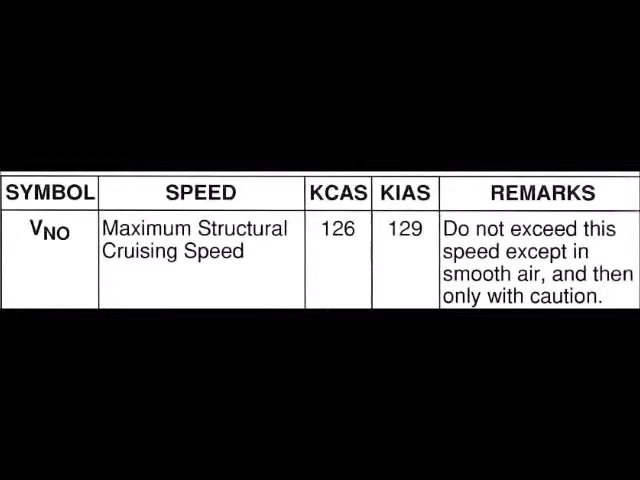 SYMBOL SPEED KCAS KIAS REMARKS
VNO Maximum Structural 126 129 Do not exceed this
Cruising Speed speed except in
smooth air, and then
only with caution.